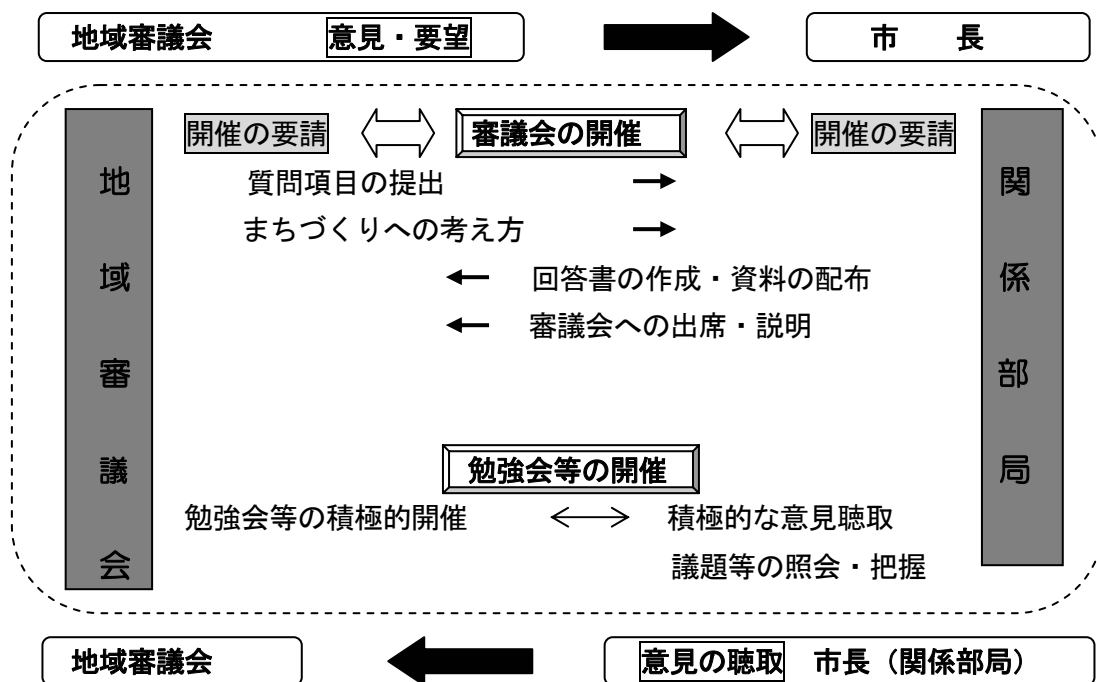 地域審議会　意見・要望　市　長
開催の要請　審議会の開催　開催の要請
地域審議会
関係部局
質問項目の提出
まちづくりへの考え方
回答書の作成・資料の配布
審議会への出席・説明
勉強会等の開催
勉強会等の積極的開催　積極的な意見聴取
議題等の照会・把握
地域審議会　意見の聴取　市長（関係部局）